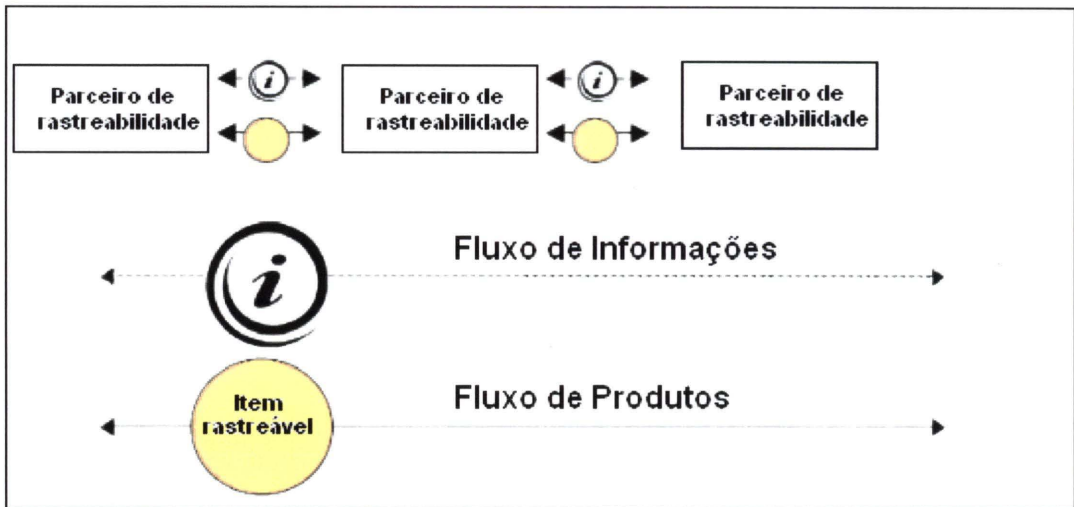 Parceiro de
rastreabilidade
i
Parceiro de
rastreabilidade
i
Parceiro de
rastreabilidade
Fluxo de Informações
i
Fluxo de Produtos
Item
rastreável